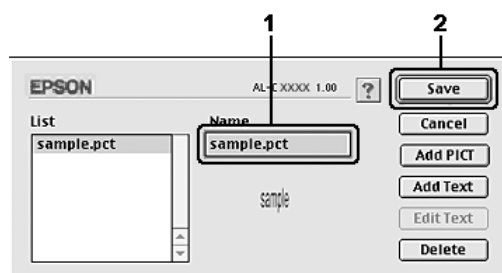 1 2
EPSON AL-C XXXX 1.00 ? Save
List Name Cancel
sample.pct sample.pct Add PICT
sample Add Text
Edit Text
Delete